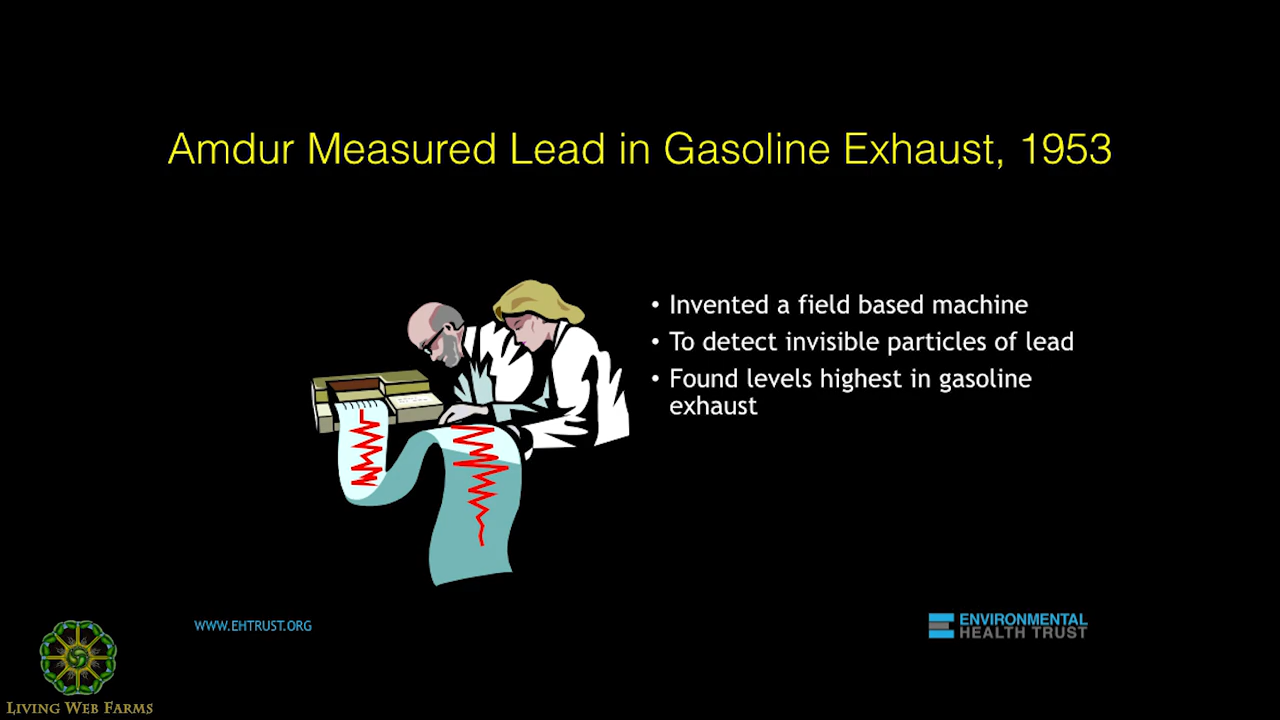 Amdur Measured Lead in Gasoline Exhaust, 1953
• Invented a field based machine
• To detect invisible particles of lead
• Found levels highest in gasoline
exhaust
WWW.EHTRUST.ORG
ENVIRONMENTAL
HEALTH TRUST
LIVING WEB FARMS